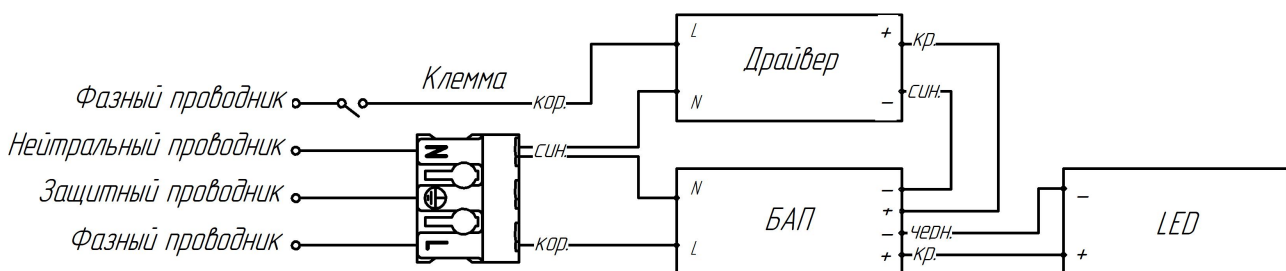 Фазный проводник
Клемма
кор.
L
Драйвер
+
кр.
N
−
син.
Нейтральный проводник
N
син.
Защитный проводник
Фазный проводник
L
кор.
N
L
БАП
−
+
−
черн.
+
кр.
−
LED
+